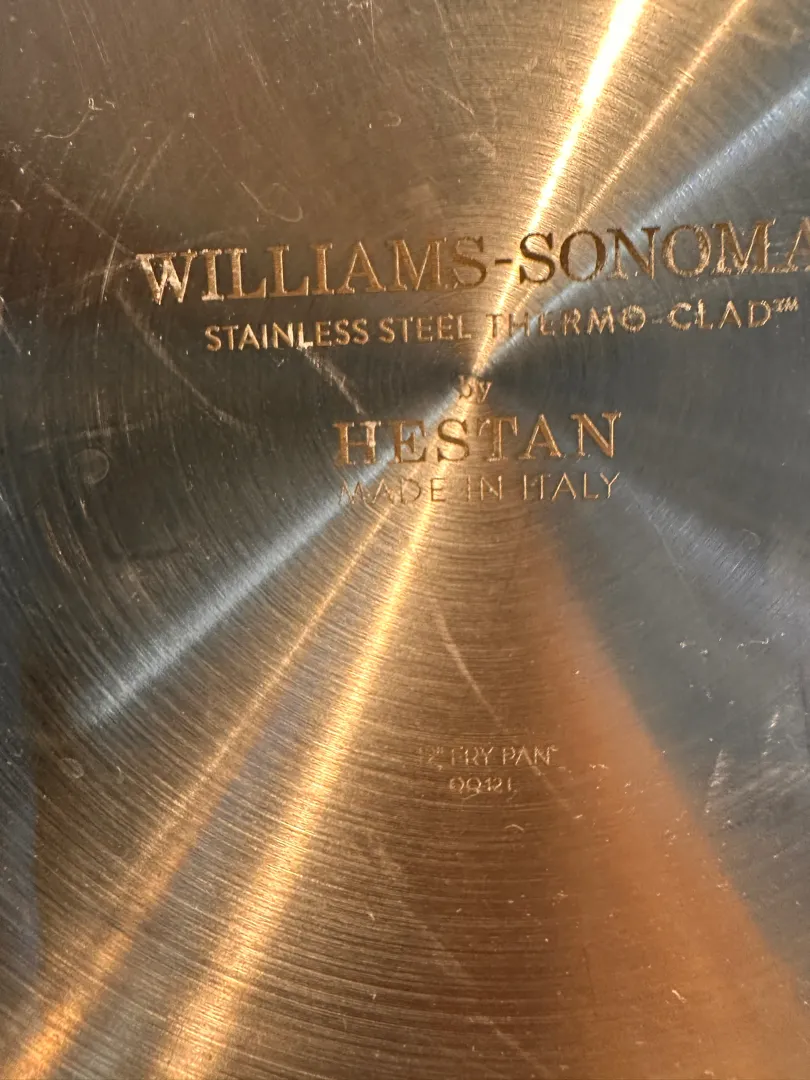 WILLIAMS-SONOMA
STAINLESS STEEL THERMO-CLAD™
by
HESTAN
MADE IN ITALY
12" FRY PAN